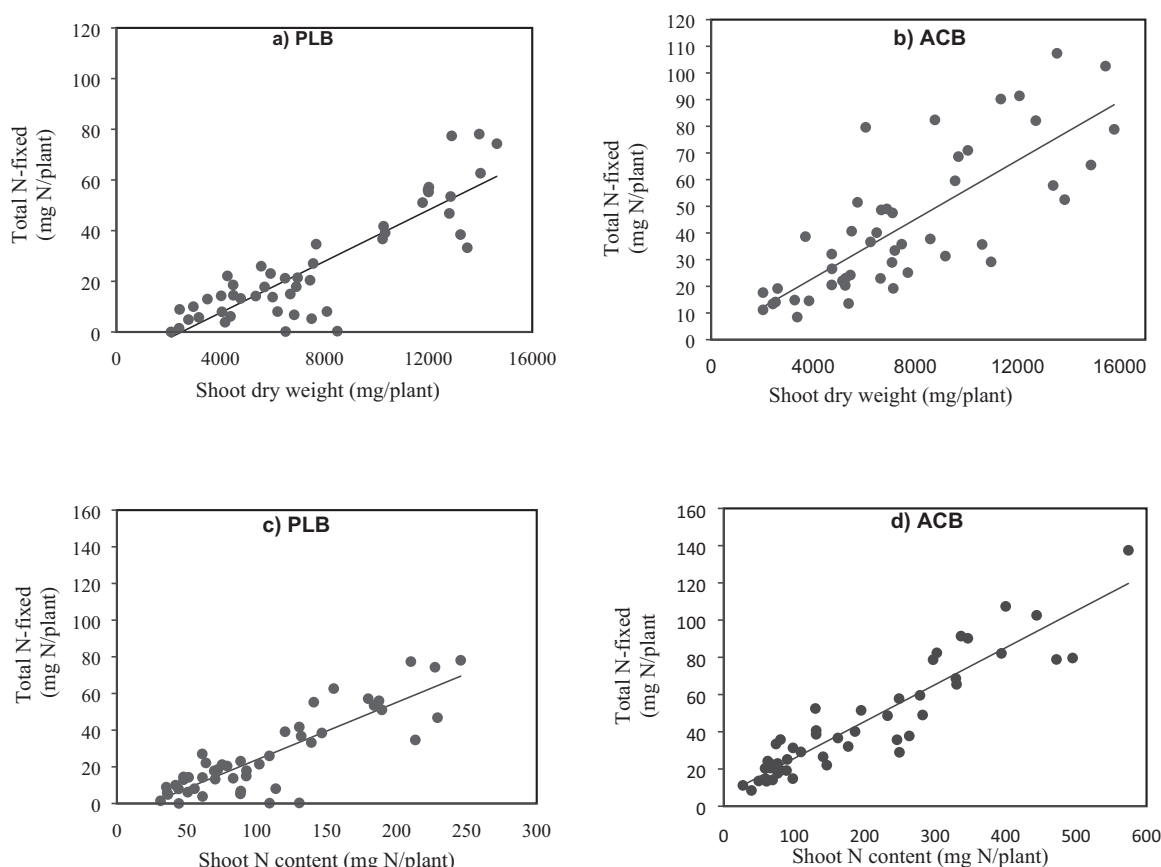 a) PLB
Total N-fixed
(mg N/plant)
120
100
80
60
40
20
0
0 4000 8000 12000 16000
Shoot dry weight (mg/plant)
b) ACB
Total N-fixed
(mg N/plant)
120
110
100
90
80
70
60
50
40
30
20
10
0
0 4000 8000 12000 16000
Shoot dry weight (mg/plant)
c) PLB
Total N-fixed
(mg N/plant)
160
140
120
100
80
60
40
20
0
0 50 100 150 200 250 300
Shoot N content (mg N/plant)
d) ACB
Total N-fixed
(mg N/plant
160
140
120
100
80
60
40
20
0
0 100 200 300 400 500 600
Shoot N content (mg N/plant)